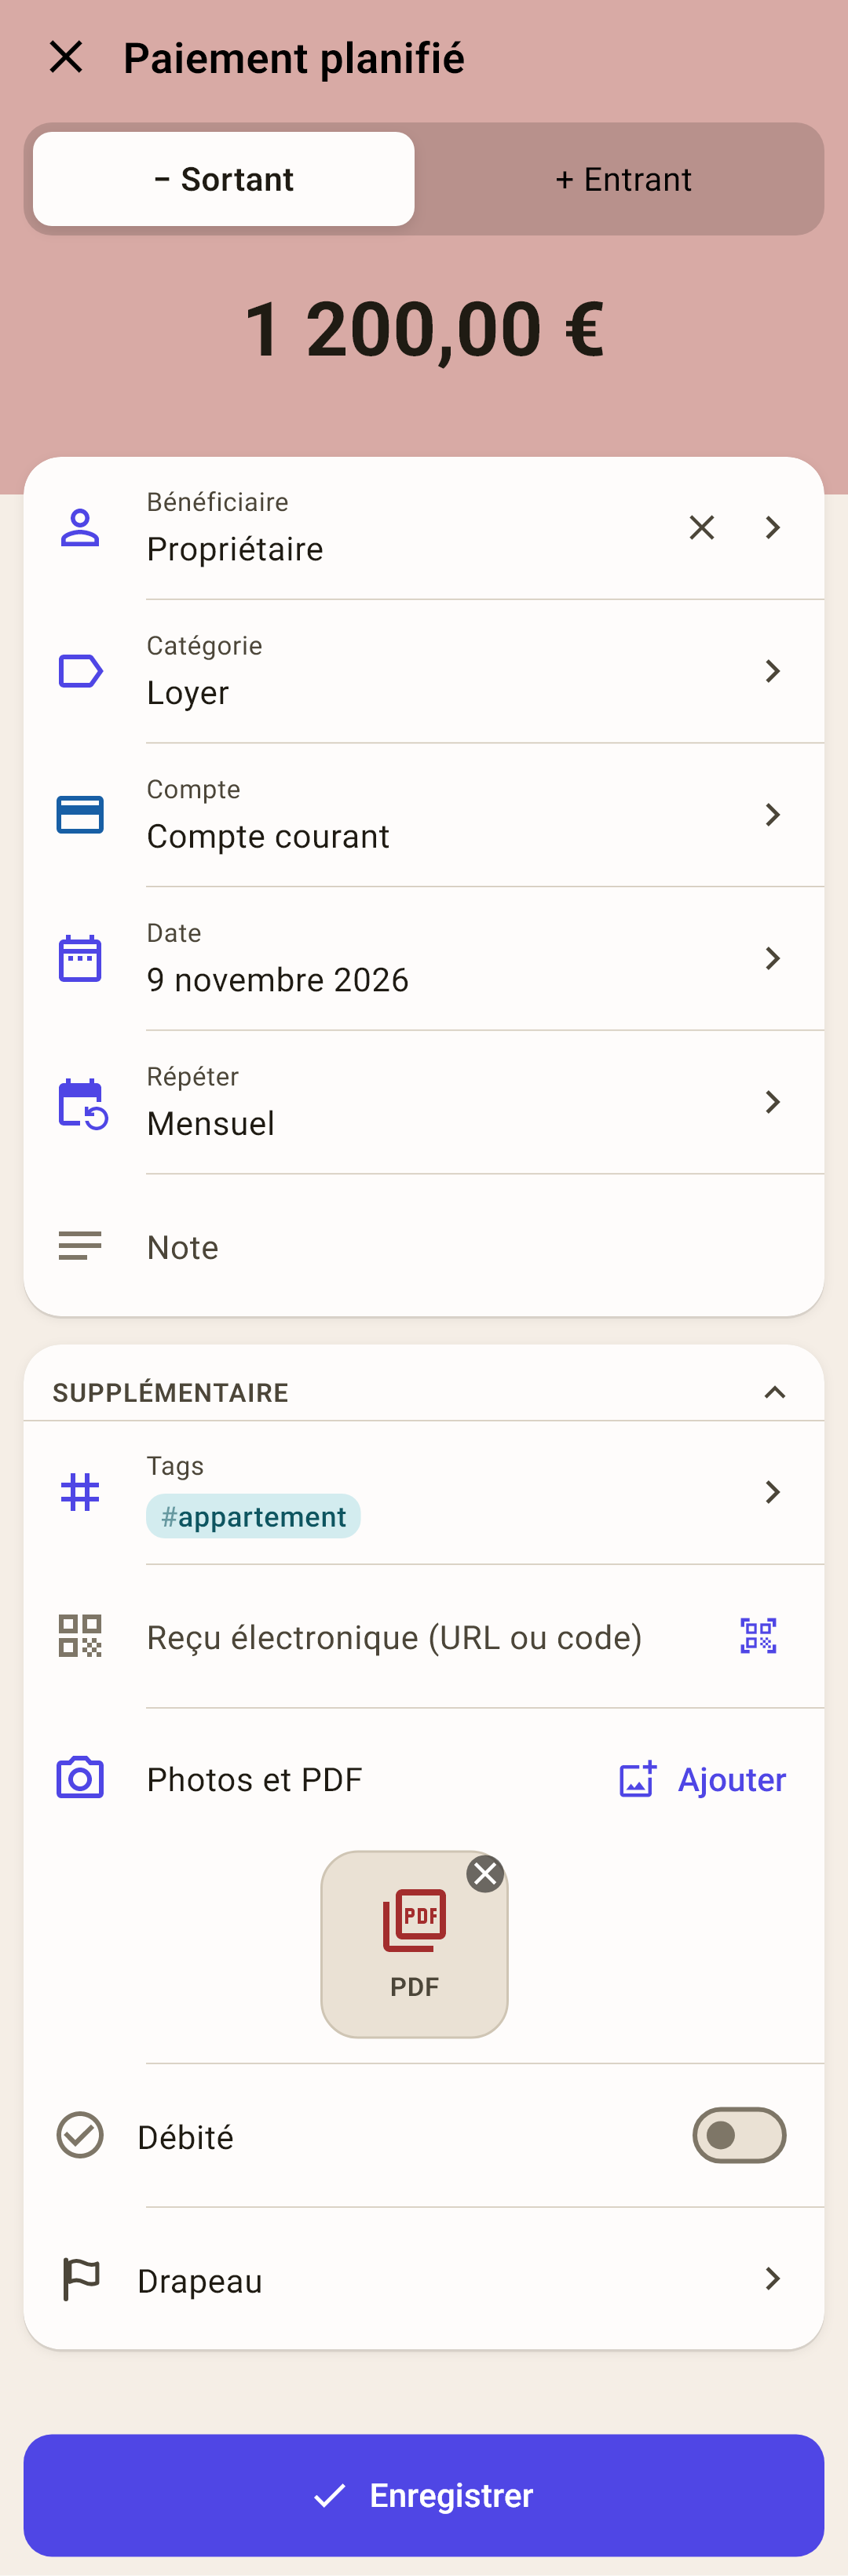 Paiement planifié
− Sortant
+ Entrant
1 200,00 €
Bénéficiaire
Propriétaire
Catégorie
Loyer
Compte
Compte courant
Date
9 novembre 2026
Répéter
Mensuel
Note
SUPPLÉMENTAIRE
Tags
#appartement
Reçu électronique (URL ou code)
Photos et PDF
Ajouter
PDF
PDF
Débité
Drapeau
Enregistrer